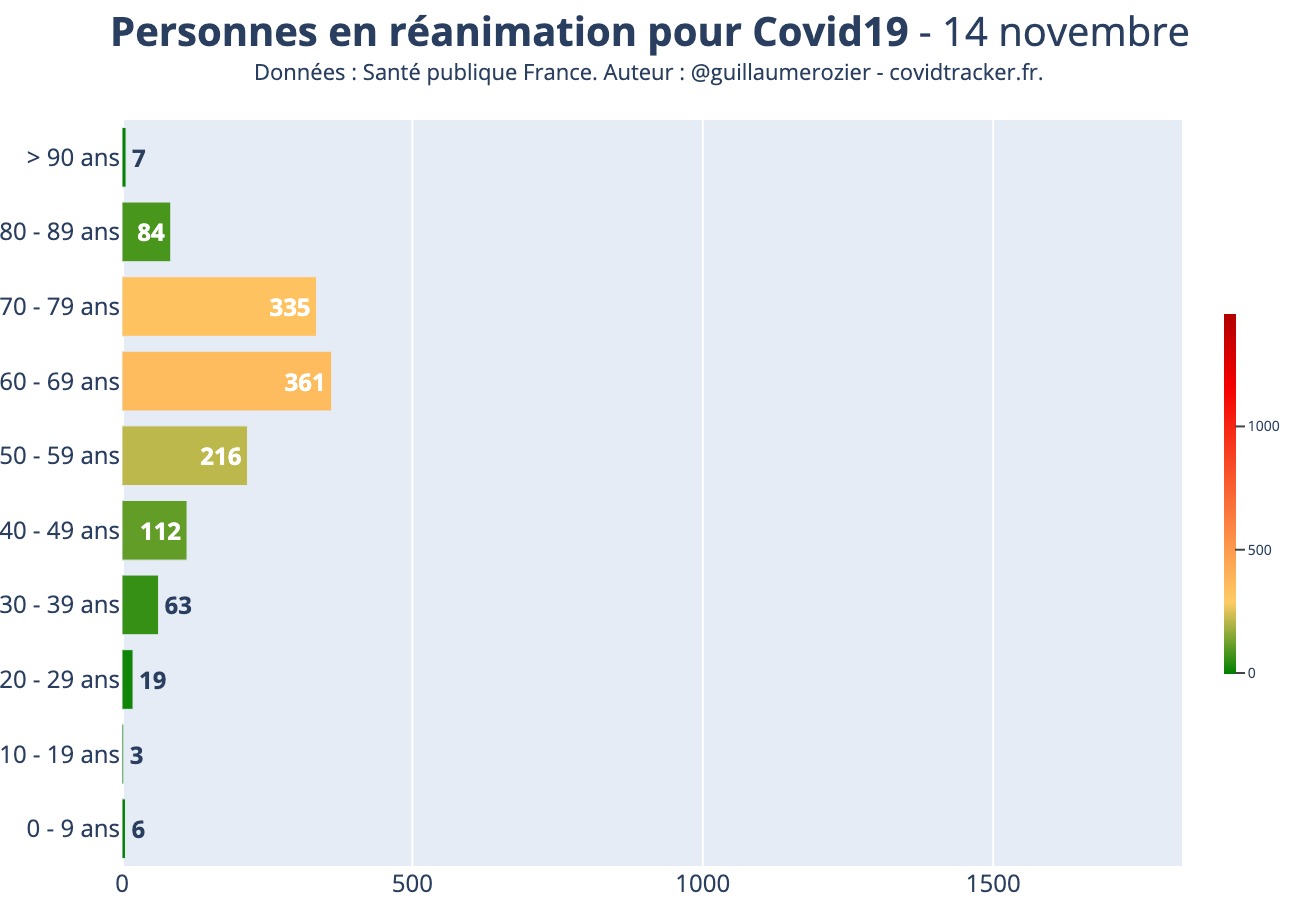 Personnes en réanimation pour Covid19 - 14 novembre
Données : Santé publique France. Auteur : @guillaumerozier - covidtracker.fr.
> 90 ans 7
80 - 89 ans 84
70 - 79 ans 335
60 - 69 ans 361
50 - 59 ans 216
40 - 49 ans 112
30 - 39 ans 63
20 - 29 ans 19
10 - 19 ans 3
0 - 9 ans 6
0 500 1000 1500
1000
500
0